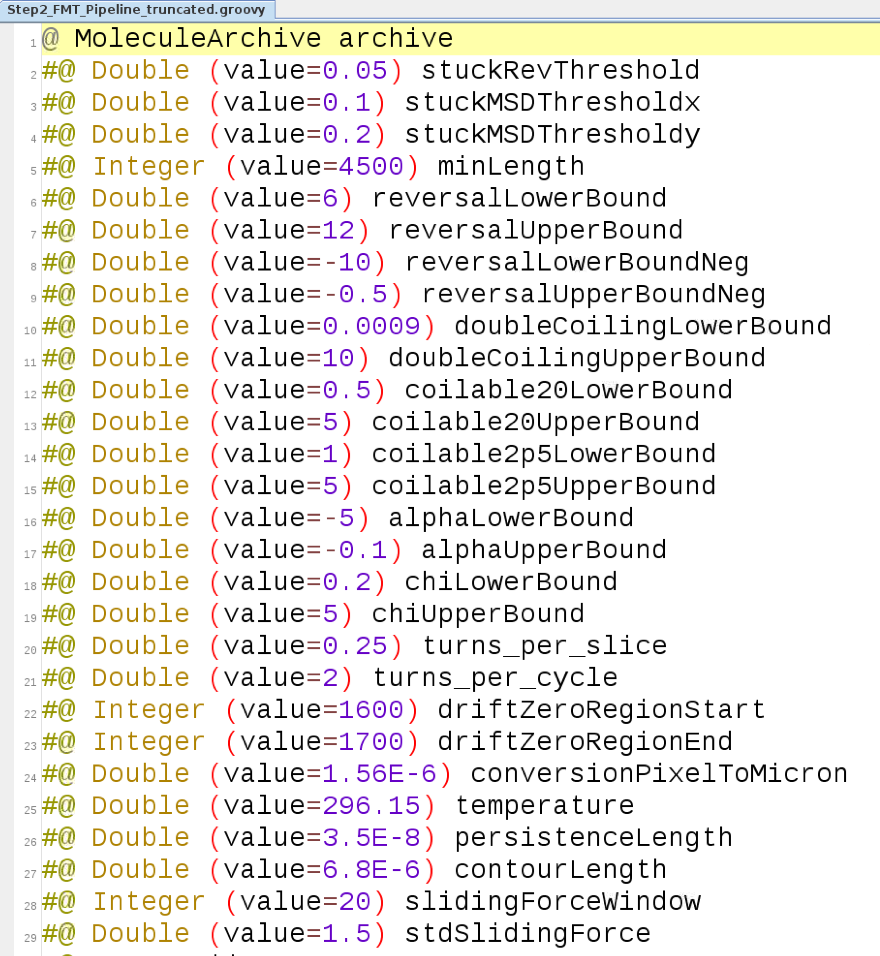 Step2_FMT_Pipeline_truncated.groovy
1 @ MoleculeArchive archive
2 #@ Double (value=0.05) stuckRevThreshold
3 #@ Double (value=0.1) stuckMSDThresholdx
4 #@ Double (value=0.2) stuckMSDThresholdy
5 #@ Integer (value=4500) minLength
6 #@ Double (value=6) reversalLowerBound
7 #@ Double (value=12) reversalUpperBound
8 #@ Double (value=-10) reversalLowerBoundNeg
9 #@ Double (value=-0.5) reversalUpperBoundNeg
10 #@ Double (value=0.0009) doubleCoilingLowerBound
11 #@ Double (value=10) doubleCoilingUpperBound
12 #@ Double (value=0.5) coilable20LowerBound
13 #@ Double (value=5) coilable20UpperBound
14 #@ Double (value=1) coilable2p5LowerBound
15 #@ Double (value=5) coilable2p5UpperBound
16 #@ Double (value=-5) alphaLowerBound
17 #@ Double (value=-0.1) alphaUpperBound
18 #@ Double (value=0.2) chiLowerBound
19 #@ Double (value=5) chiUpperBound
20 #@ Double (value=0.25) turns_per_slice
21 #@ Double (value=2) turns_per_cycle
22 #@ Integer (value=1600) driftZeroRegionStart
23 #@ Integer (value=1700) driftZeroRegionEnd
24 #@ Double (value=1.56E-6) conversionPixelToMicron
25 #@ Double (value=296.15) temperature
26 #@ Double (value=3.5E-8) persistenceLength
27 #@ Double (value=6.8E-6) contourLength
28 #@ Integer (value=20) slidingForceWindow
29 #@ Double (value=1.5) stdSlidingForce